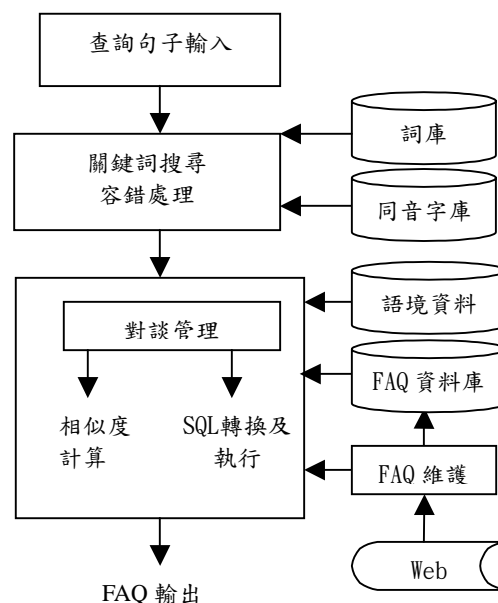 查詢句子輸入
詞庫
關鍵詞搜尋
容錯處理
同音字庫
語境資料
對談管理
FAQ 資料庫
相似度
計算
SQL轉換及
執行
FAQ 維護
Web
FAQ 輸出